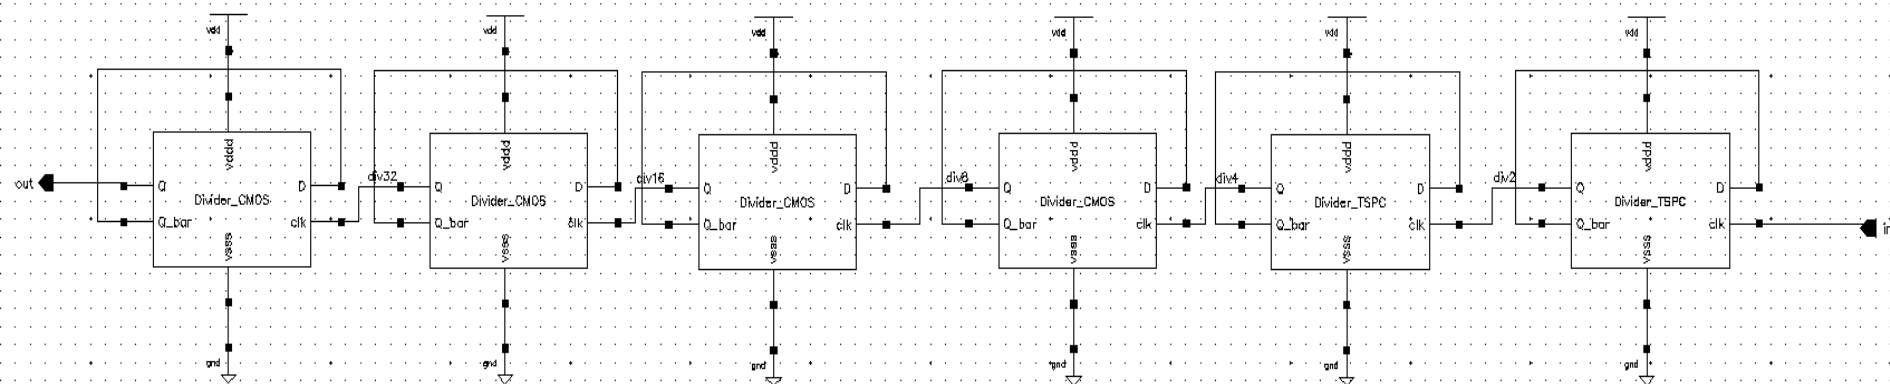 vdd vdd vdd vdd vdd vdd
vddd vddd vddd vddd vddd vddd
out Q D div32 Q D div16 Q D div8 Q D div4 Q D div2 Q D
Divider_CMOS Divider_CMOS Divider_CMOS Divider_CMOS Divider_TSPC Divider_TSPC
Q_bar clk Q_bar clk Q_bar clk Q_bar clk Q_bar clk Q_bar clk in
vsss vsss vsss vsss vsss vsss
gnd gnd gnd gnd gnd gnd